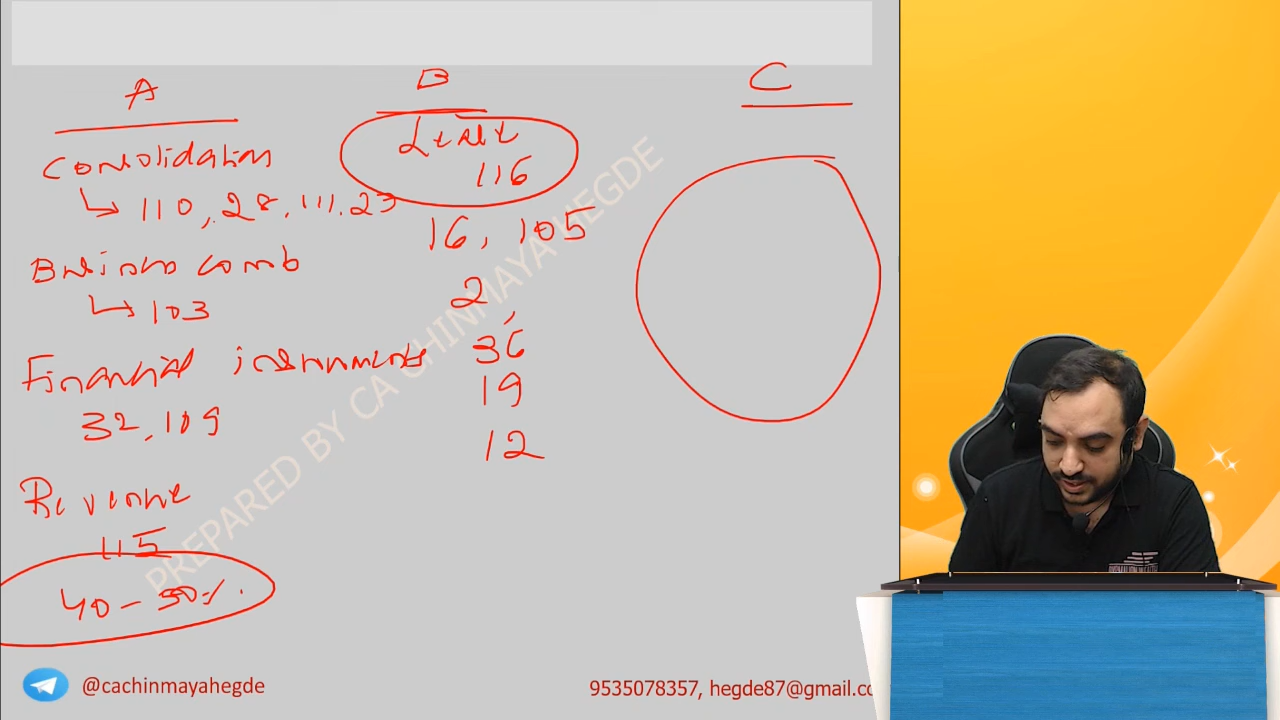 A
Consolidation
↳ 110, 28, 111, 23
Business comb
↳ 103
Financial instruments
32, 109
Revenue
115
40 - 50%.
B
Lease
116
16, 105
2,
36
19
12
C
PREPARED BY CA CHINMAYA HEGDE
@cachinmayahegde
9535078357, hegde87@gmail.co